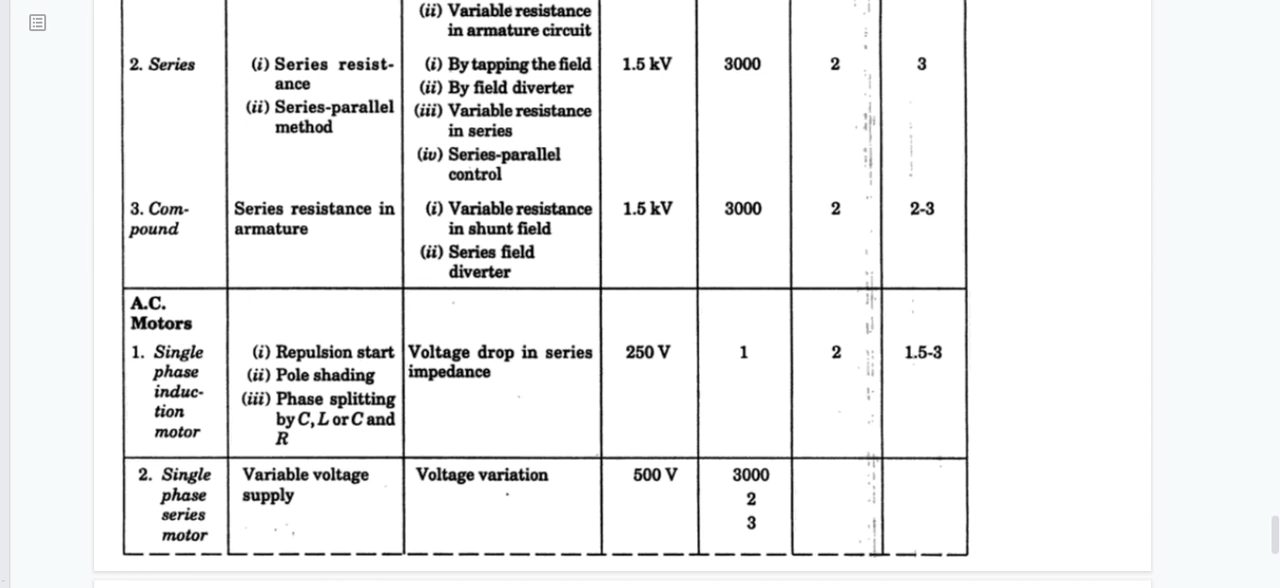 (ii) Variable resistance
in armature circuit
2. Series
(i) Series resist-
ance
(ii) Series-parallel
method
(i) By tapping the field
(ii) By field diverter
(iii) Variable resistance
in series
(iv) Series-parallel
control
1.5 kV
3000
2
3
3. Com-
pound
Series resistance in
armature
(i) Variable resistance
in shunt field
(ii) Series field
diverter
1.5 kV
3000
2
2-3
A.C.
Motors
1. Single
phase
induc-
tion
motor
(i) Repulsion start
(ii) Pole shading
(iii) Phase splitting
by C, L or C and
R
Voltage drop in series
impedance
250 V
1
2
1.5-3
2. Single
phase
series
motor
Variable voltage
supply
Voltage variation
500 V
3000
2
3